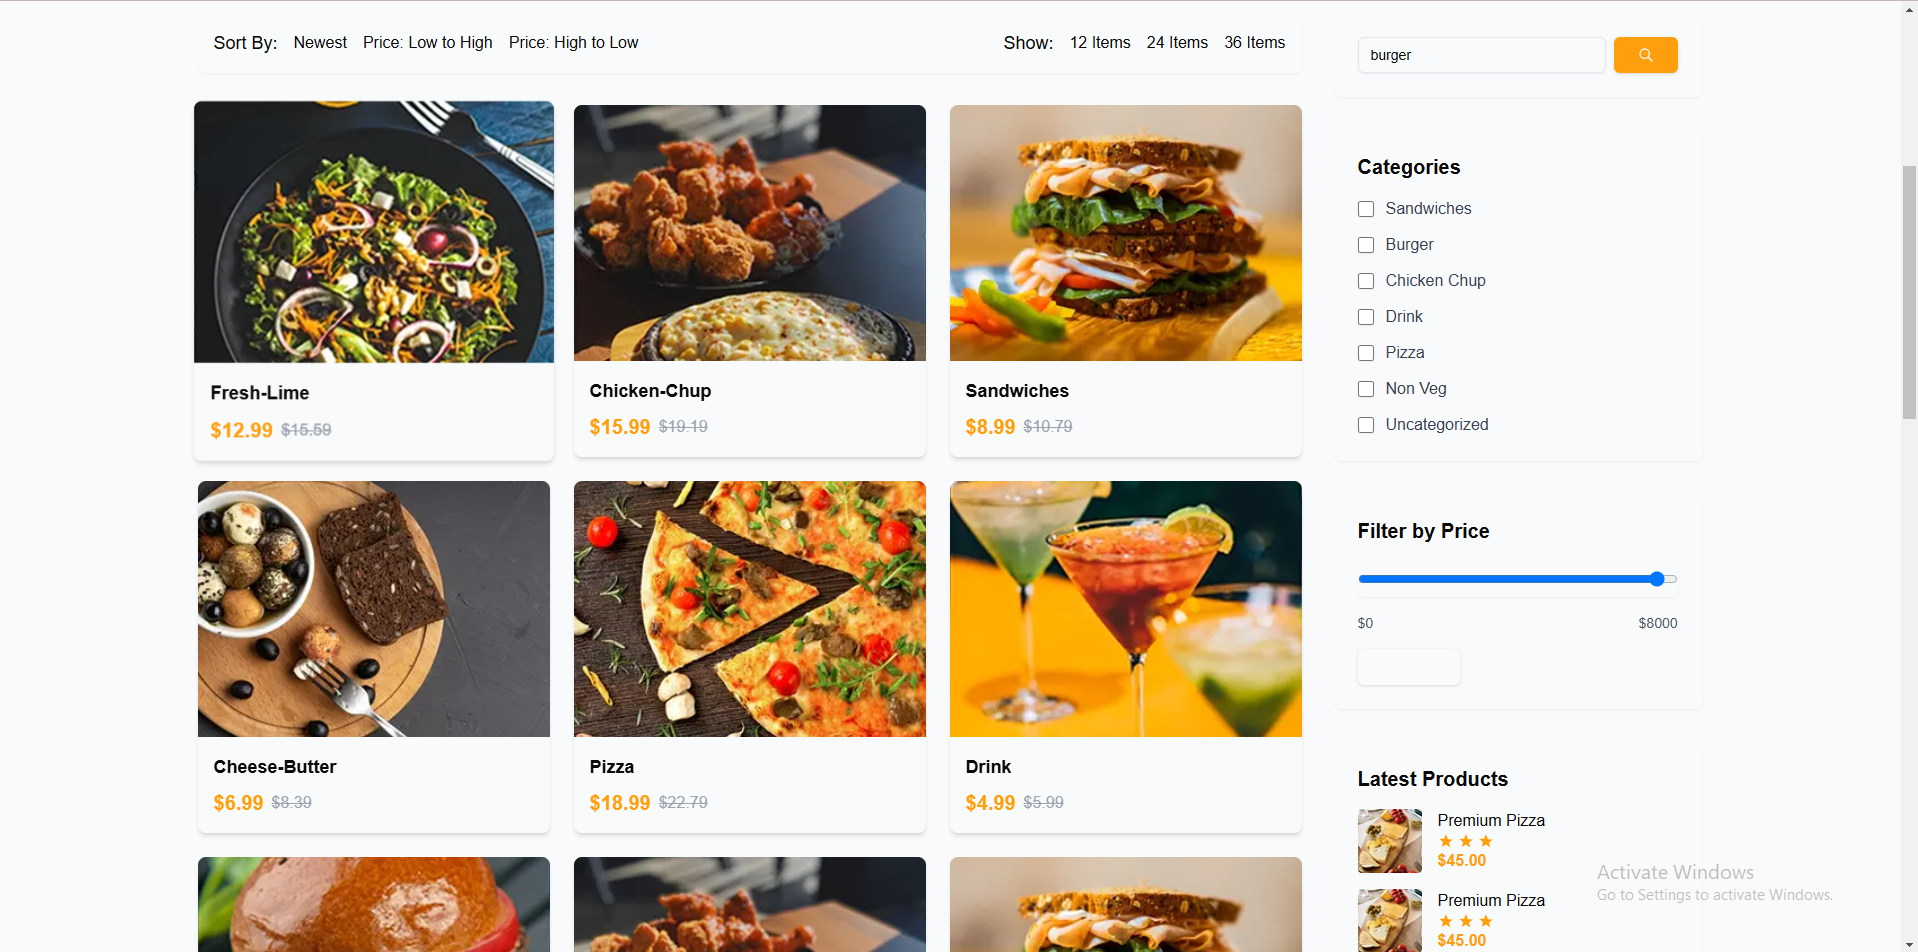 Sort By: Newest Price: Low to High Price: High to Low
Show: 12 Items 24 Items 36 Items
Fresh-Lime
$12.99 $15.59
Chicken-Chup
$15.99 $19.19
Sandwiches
$8.99 $10.79
Cheese-Butter
$6.99 $8.39
Pizza
$18.99 $22.79
Drink
$4.99 $5.99
burger
Categories
Sandwiches
Burger
Chicken Chup
Drink
Pizza
Non Veg
Uncategorized
Filter by Price
$0 $8000
Latest Products
Premium Pizza
$45.00
Premium Pizza
$45.00
Activate Windows
Go to Settings to activate Windows.